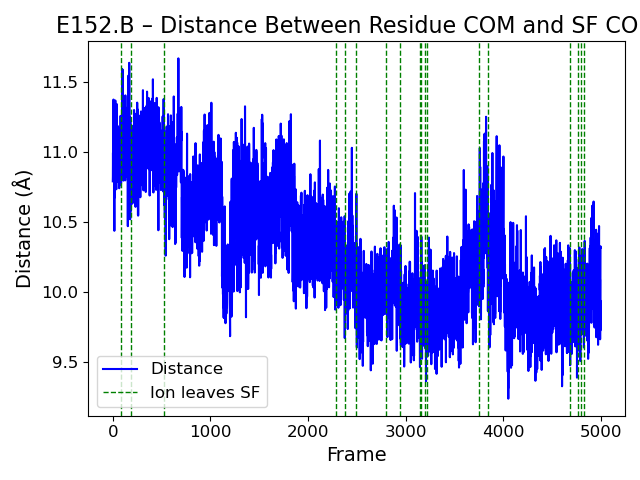 E152.B – Distance Between Residue COM and SF CO
Distance (Å)
11.5
11.0
10.5
10.0
9.5
Distance
Ion leaves SF
0 1000 2000 3000 4000 5000
Frame